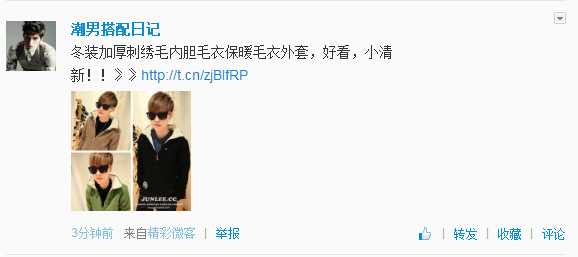 潮男搭配日记
冬装加厚刺绣毛内胆毛衣保暖毛衣外套，好看，小清
新！！》》http://t.cn/zjBlfRP
JUNLEE.CC
3分钟前 来自精彩微客 | 举报
| 转发 | 收藏 | 评论